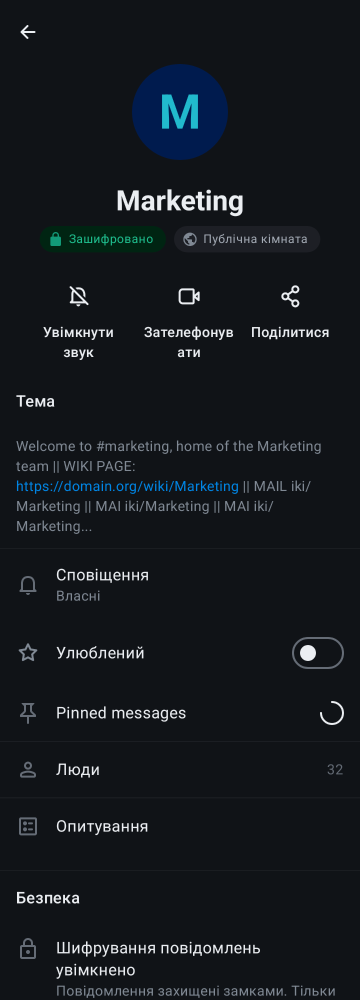 M
Marketing
Зашифровано
Публічна кімната
Увімкнути
звук
Зателефонув
ати
Поділитися
Тема
Welcome to #marketing, home of the Marketing
team || WIKI PAGE:
https://domain.org/wiki/Marketing || MAIL iki/
Marketing || MAI iki/Marketing || MAI iki/
Marketing...
Сповіщення
Власні
Улюблений
Pinned messages
Люди
32
Опитування
Безпека
Шифрування повідомлень
увімкнено
Повідомлення захищені замками. Тільки